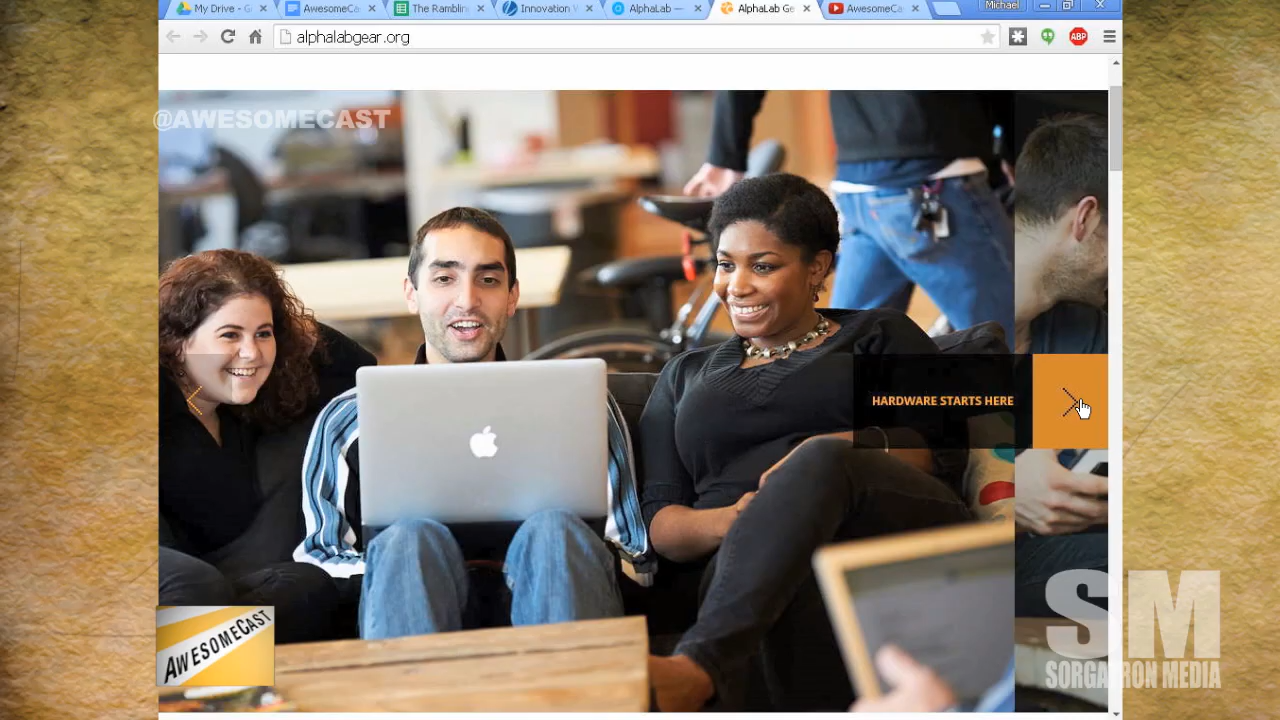 My Drive - G
AwesomeCa
The Ramblin
Innovation W
AlphaLab —
AlphaLab Ge
AwesomeCa
Michael
alphalabgear.org
ABP
@AWESOMECAST
HARDWARE STARTS HERE
AWESOMECAST
SM
SORGATRON MEDIA